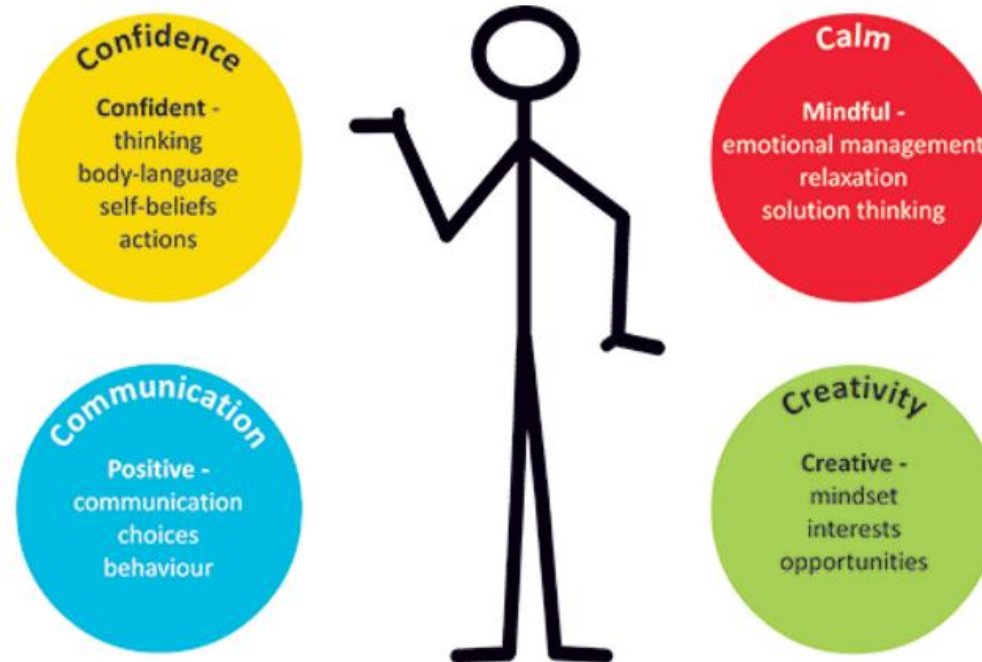 Confidence
Confident -
thinking
body-language
self-beliefs
actions
Calm
Mindful -
emotional management
relaxation
solution thinking
Communication
Positive -
communication
choices
behaviour
Creativity
Creative -
mindset
interests
opportunities